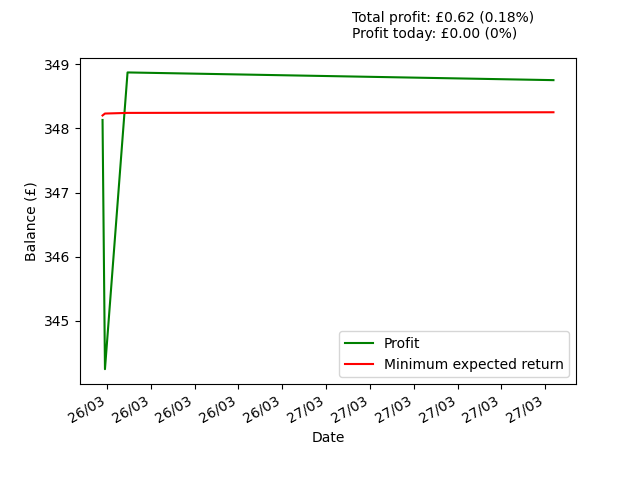 Total profit: £0.62 (0.18%)
Profit today: £0.00 (0%)
349
348
347
346
345
Balance (£)
Profit
Minimum expected return
26/03
26/03
26/03
26/03
26/03
27/03
27/03
27/03
27/03
27/03
27/03
Date